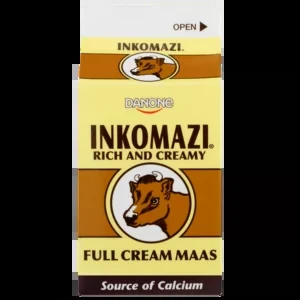 OPEN
INKOMAZI.
DANONE
INKOMAZI®
RICH AND CREAMY
FULL CREAM MAAS
Source of Calcium